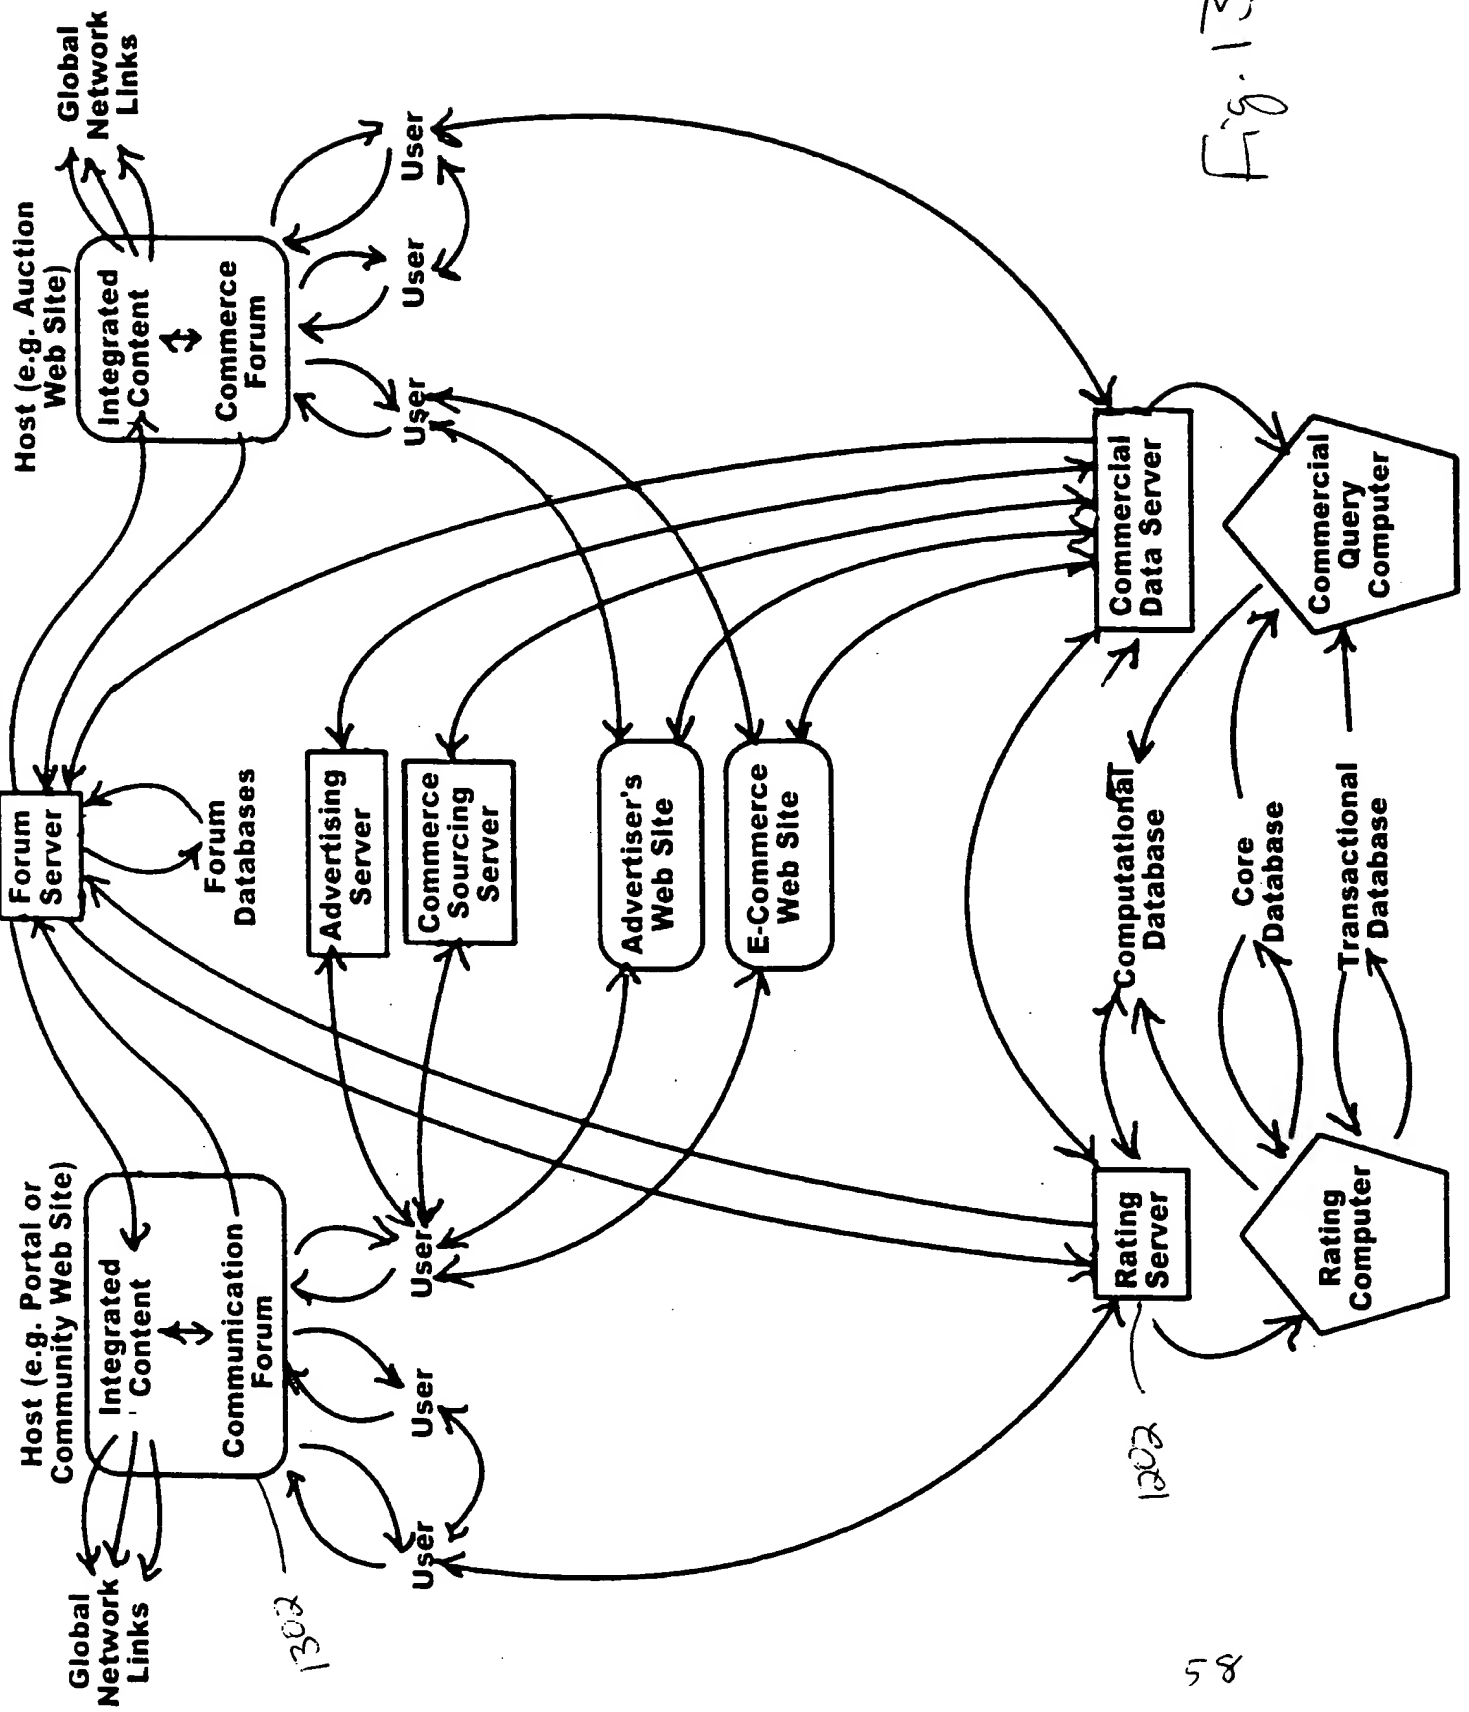 Host (e.g. Portal or
Community Web Site)
Global
Network
Links
Integrated
Content
Communication
Forum
1302
User
User
User
Forum
Server
Forum
Databases
Host (e.g. Auction
Web Site)
Integrated
Content
Commerce
Forum
Global
Network
Links
User
User
User
Advertising
Server
Commerce
Sourcing
Server
Advertiser's
Web Site
E-Commerce
Web Site
Rating
Server
1202
Rating
Computer
Computational
Database
Core
Database
Transactional
Database
Commercial
Data Server
Commercial
Query
Computer
Fig. 13
58